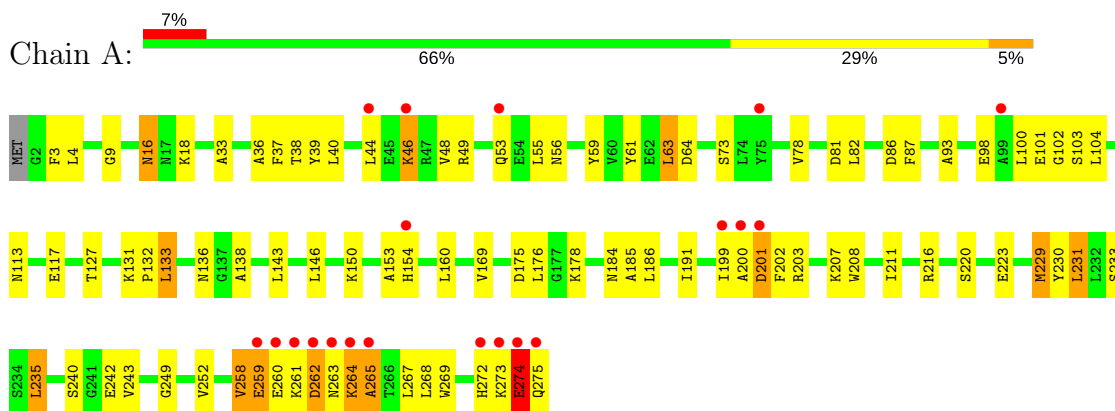 7%
Chain A:
66% 29% 5%
MET G2 F3 L4 G9 N16 N17 K18 A33 A36 F37 T38 Y39 L40 L44 E45 K46 R47 V48 R49 Q53 E54 L55 N56 Y59 V60 Y61 E62 L63 D64 S73 L74 Y75 V78 D81 L82 D86 F87 A93 E98 A99 L100 E101 G102 S103 L104
N113 E117 T127 K131 P132 L133 N136 G137 A138 L143 L146 K150 A153 H154 L160 V169 D175 L176 G177 K178 N184 A185 L186 I191 I199 A200 D201 F202 R203 K207 W208 I211 R216 S220 E223 M229 Y230 L231 L232 S233
S234 L235 S240 G241 E242 V243 G249 V252 V258 E259 E260 K261 D262 N263 K264 A265 T266 L267 L268 W269 H272 K273 E274 Q275